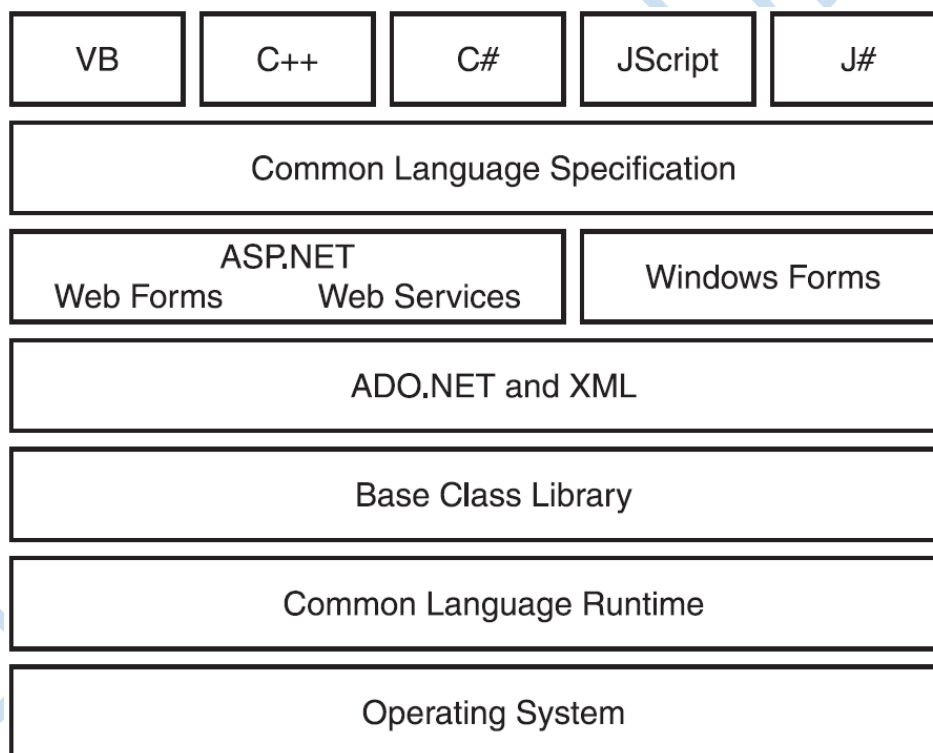 VB C++ C# JScript J#
Common Language Specification
ASP.NET Windows Forms
Web Forms Web Services
ADO.NET and XML
Base Class Library
Common Language Runtime
Operating System